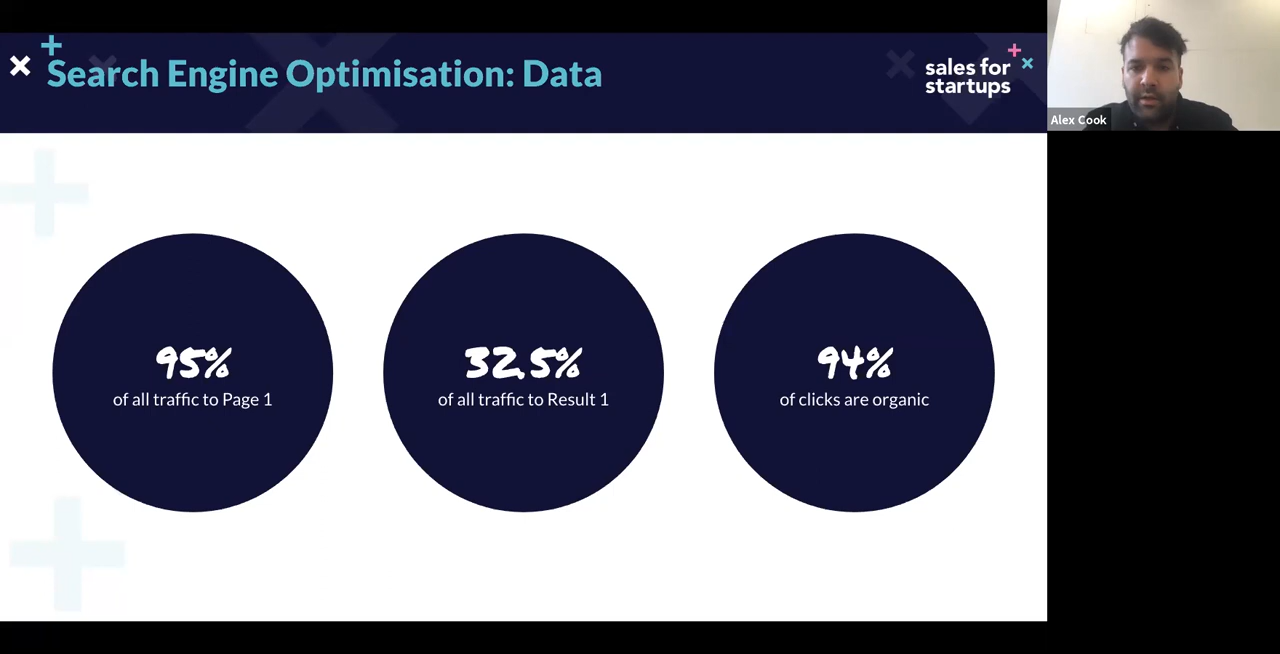 Search Engine Optimisation: Data
sales for
startups
Alex Cook
95%
of all traffic to Page 1
32.5%
of all traffic to Result 1
94%
of clicks are organic